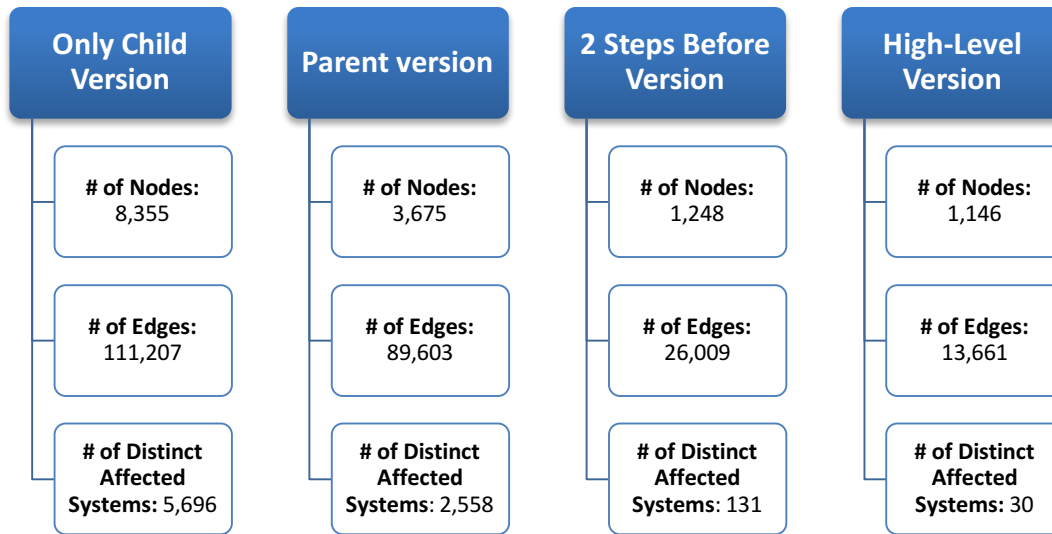 Only Child
Version
# of Nodes:
8,355
# of Edges:
111,207
# of Distinct
Affected
Systems: 5,696
Parent version
# of Nodes:
3,675
# of Edges:
89,603
# of Distinct
Affected
Systems: 2,558
2 Steps Before
Version
# of Nodes:
1,248
# of Edges:
26,009
# of Distinct
Affected
Systems: 131
High-Level
Version
# of Nodes:
1,146
# of Edges:
13,661
# of Distinct
Affected
Systems: 30